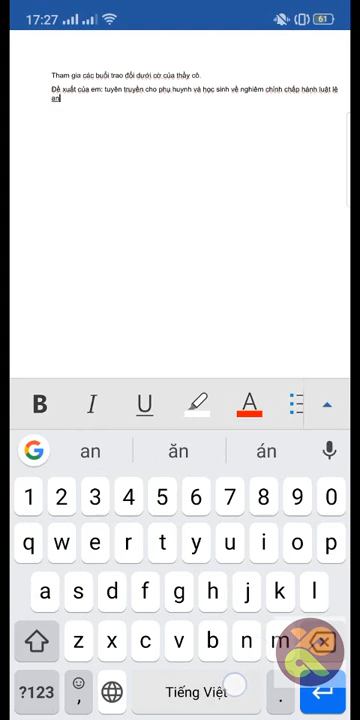 17:27 61
Tham gia các buổi trao đổi dưới cờ của thầy cô.
Đề xuất của em: tuyên truyền cho phụ huynh và học sinh về nghiêm chỉnh chấp hành luật lê
an
B I U A
G an ăn án
1 2 3 4 5 6 7 8 9 0
q w e r t y u i o p
a s d f g h j k l
z x c v b n m
?123 , Tiếng Việt .